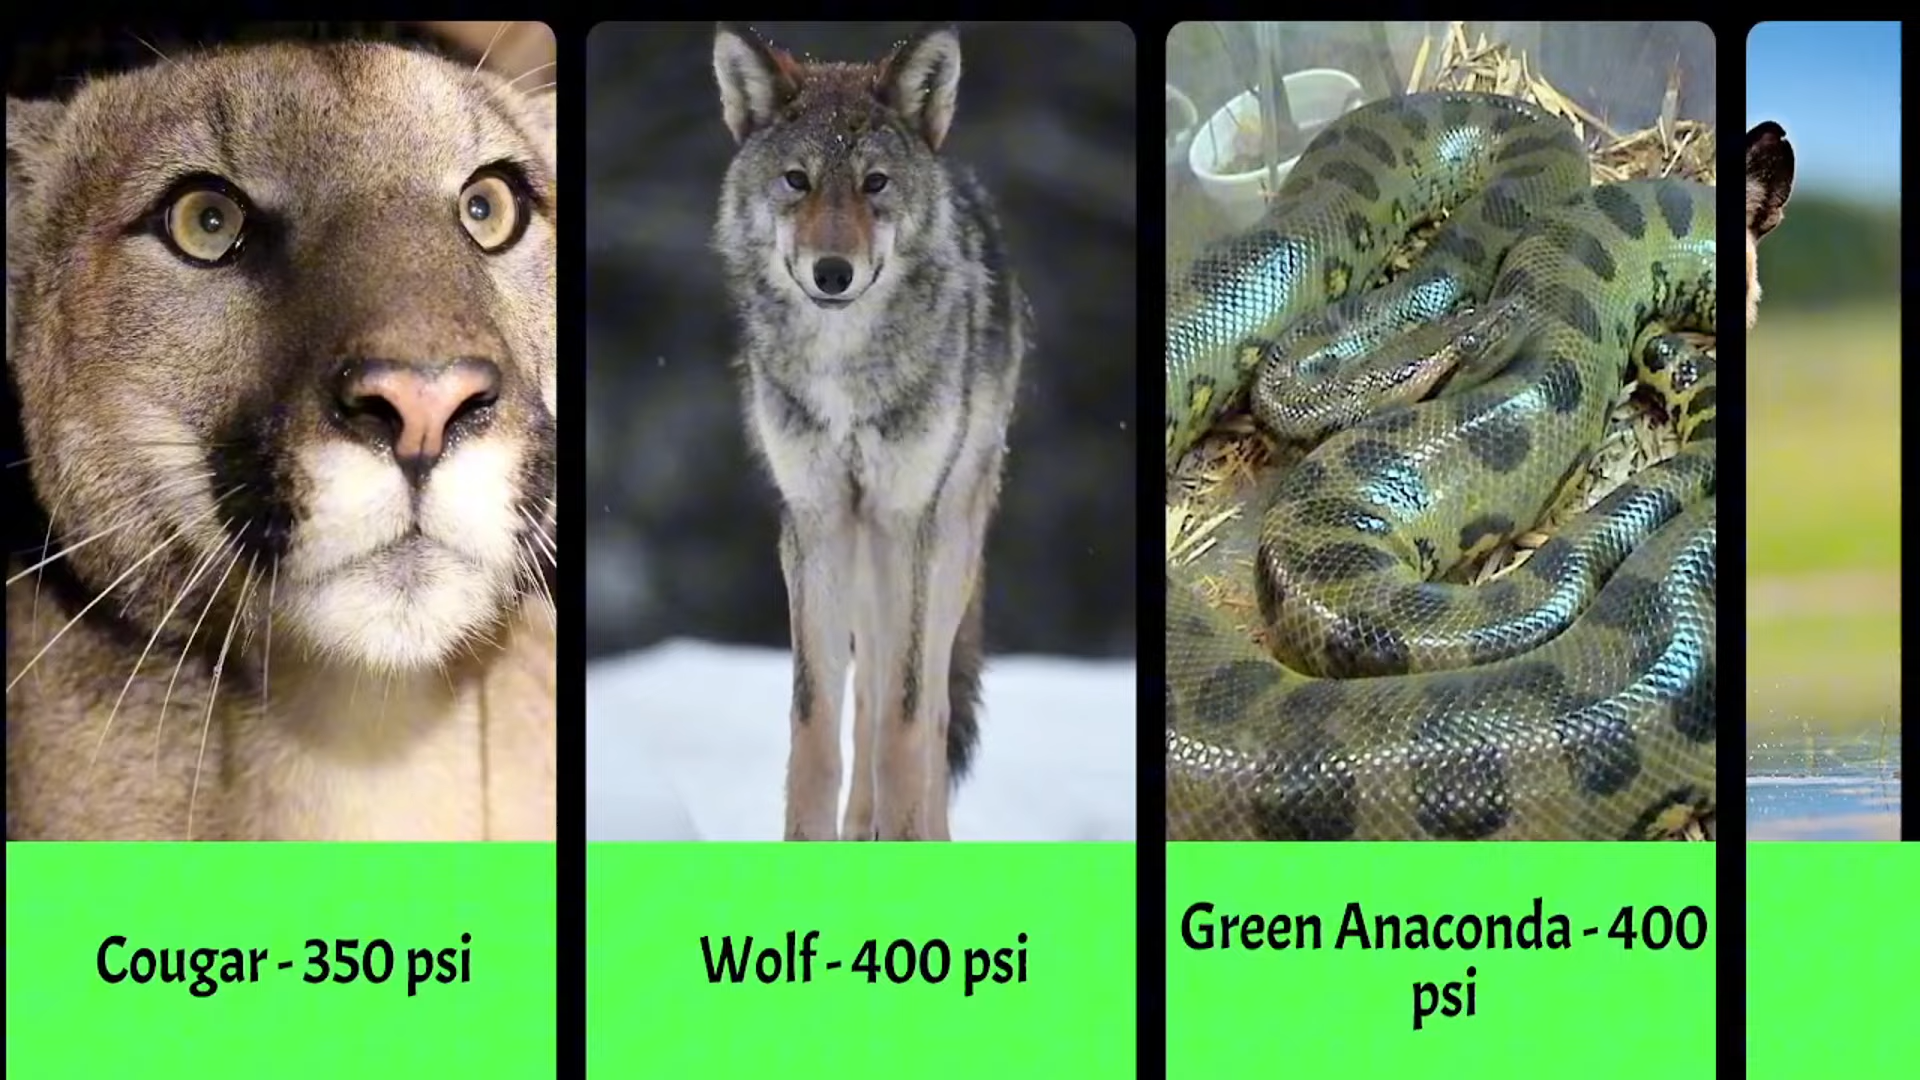 Cougar - 350 psi
Wolf - 400 psi
Green Anaconda - 400
psi